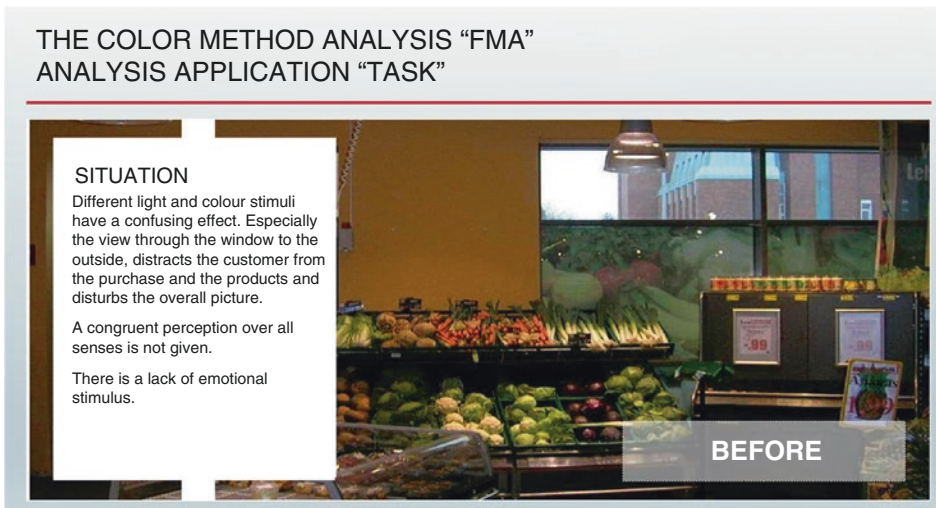 THE COLOR METHOD ANALYSIS “FMA”
ANALYSIS APPLICATION “TASK”
SITUATION
Different light and colour stimuli
have a confusing effect. Especially
the view through the window to the
outside, distracts the customer from
the purchase and the products and
disturbs the overall picture.
A congruent perception over all
senses is not given.
There is a lack of emotional
stimulus.
-.99
-.99
Ananas
1.99
BEFORE